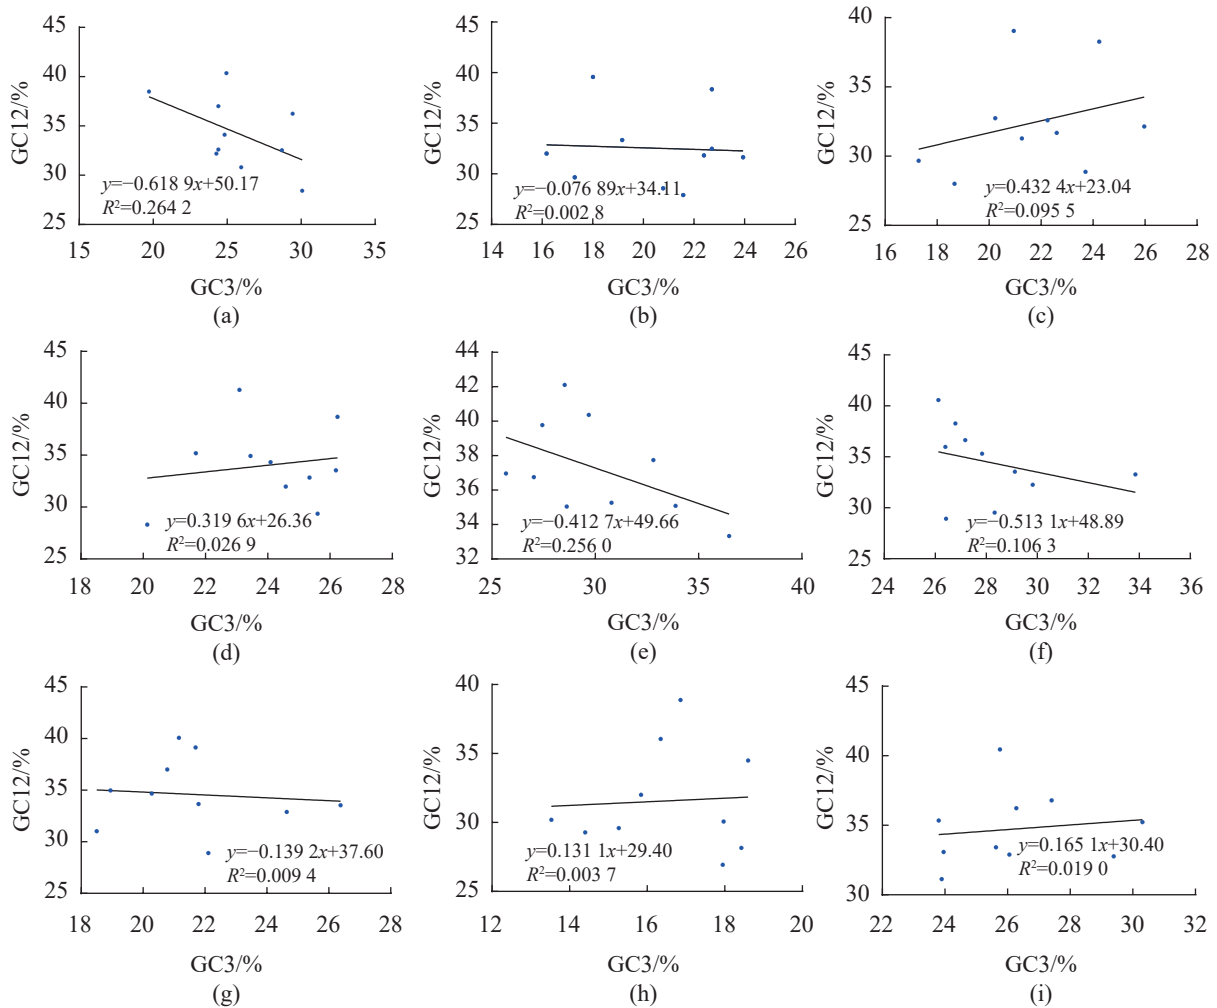 45
40
35
30
25
GC12/%
y=−0.618 9x+50.17
R²=0.264 2
15 20 25 30 35
GC3/%
(a)
45
40
35
30
25
GC12/%
y=−0.076 89x+34.11
R²=0.002 8
14 16 18 20 22 24 26
GC3/%
(b)
40
35
30
25
GC12/%
y=0.432 4x+23.04
R²=0.095 5
16 18 20 22 24 26 28
GC3/%
(c)
45
40
35
30
25
GC12/%
y=0.319 6x+26.36
R²=0.026 9
18 20 22 24 26 28
GC3/%
(d)
44
42
40
38
36
34
32
GC12/%
y=−0.412 7x+49.66
R²=0.256 0
25 30 35 40
GC3/%
(e)
45
40
35
30
25
GC12/%
y=−0.513 1x+48.89
R²=0.106 3
24 26 28 30 32 34 36
GC3/%
(f)
45
40
35
30
25
GC12/%
y=−0.139 2x+37.60
R²=0.009 4
18 20 22 24 26 28
GC3/%
(g)
40
35
30
25
GC12/%
y=0.131 1x+29.40
R²=0.003 7
12 14 16 18 20
GC3/%
(h)
45
40
35
30
GC12/%
y=0.165 1x+30.40
R²=0.019 0
22 24 26 28 30 32
GC3/%
(i)